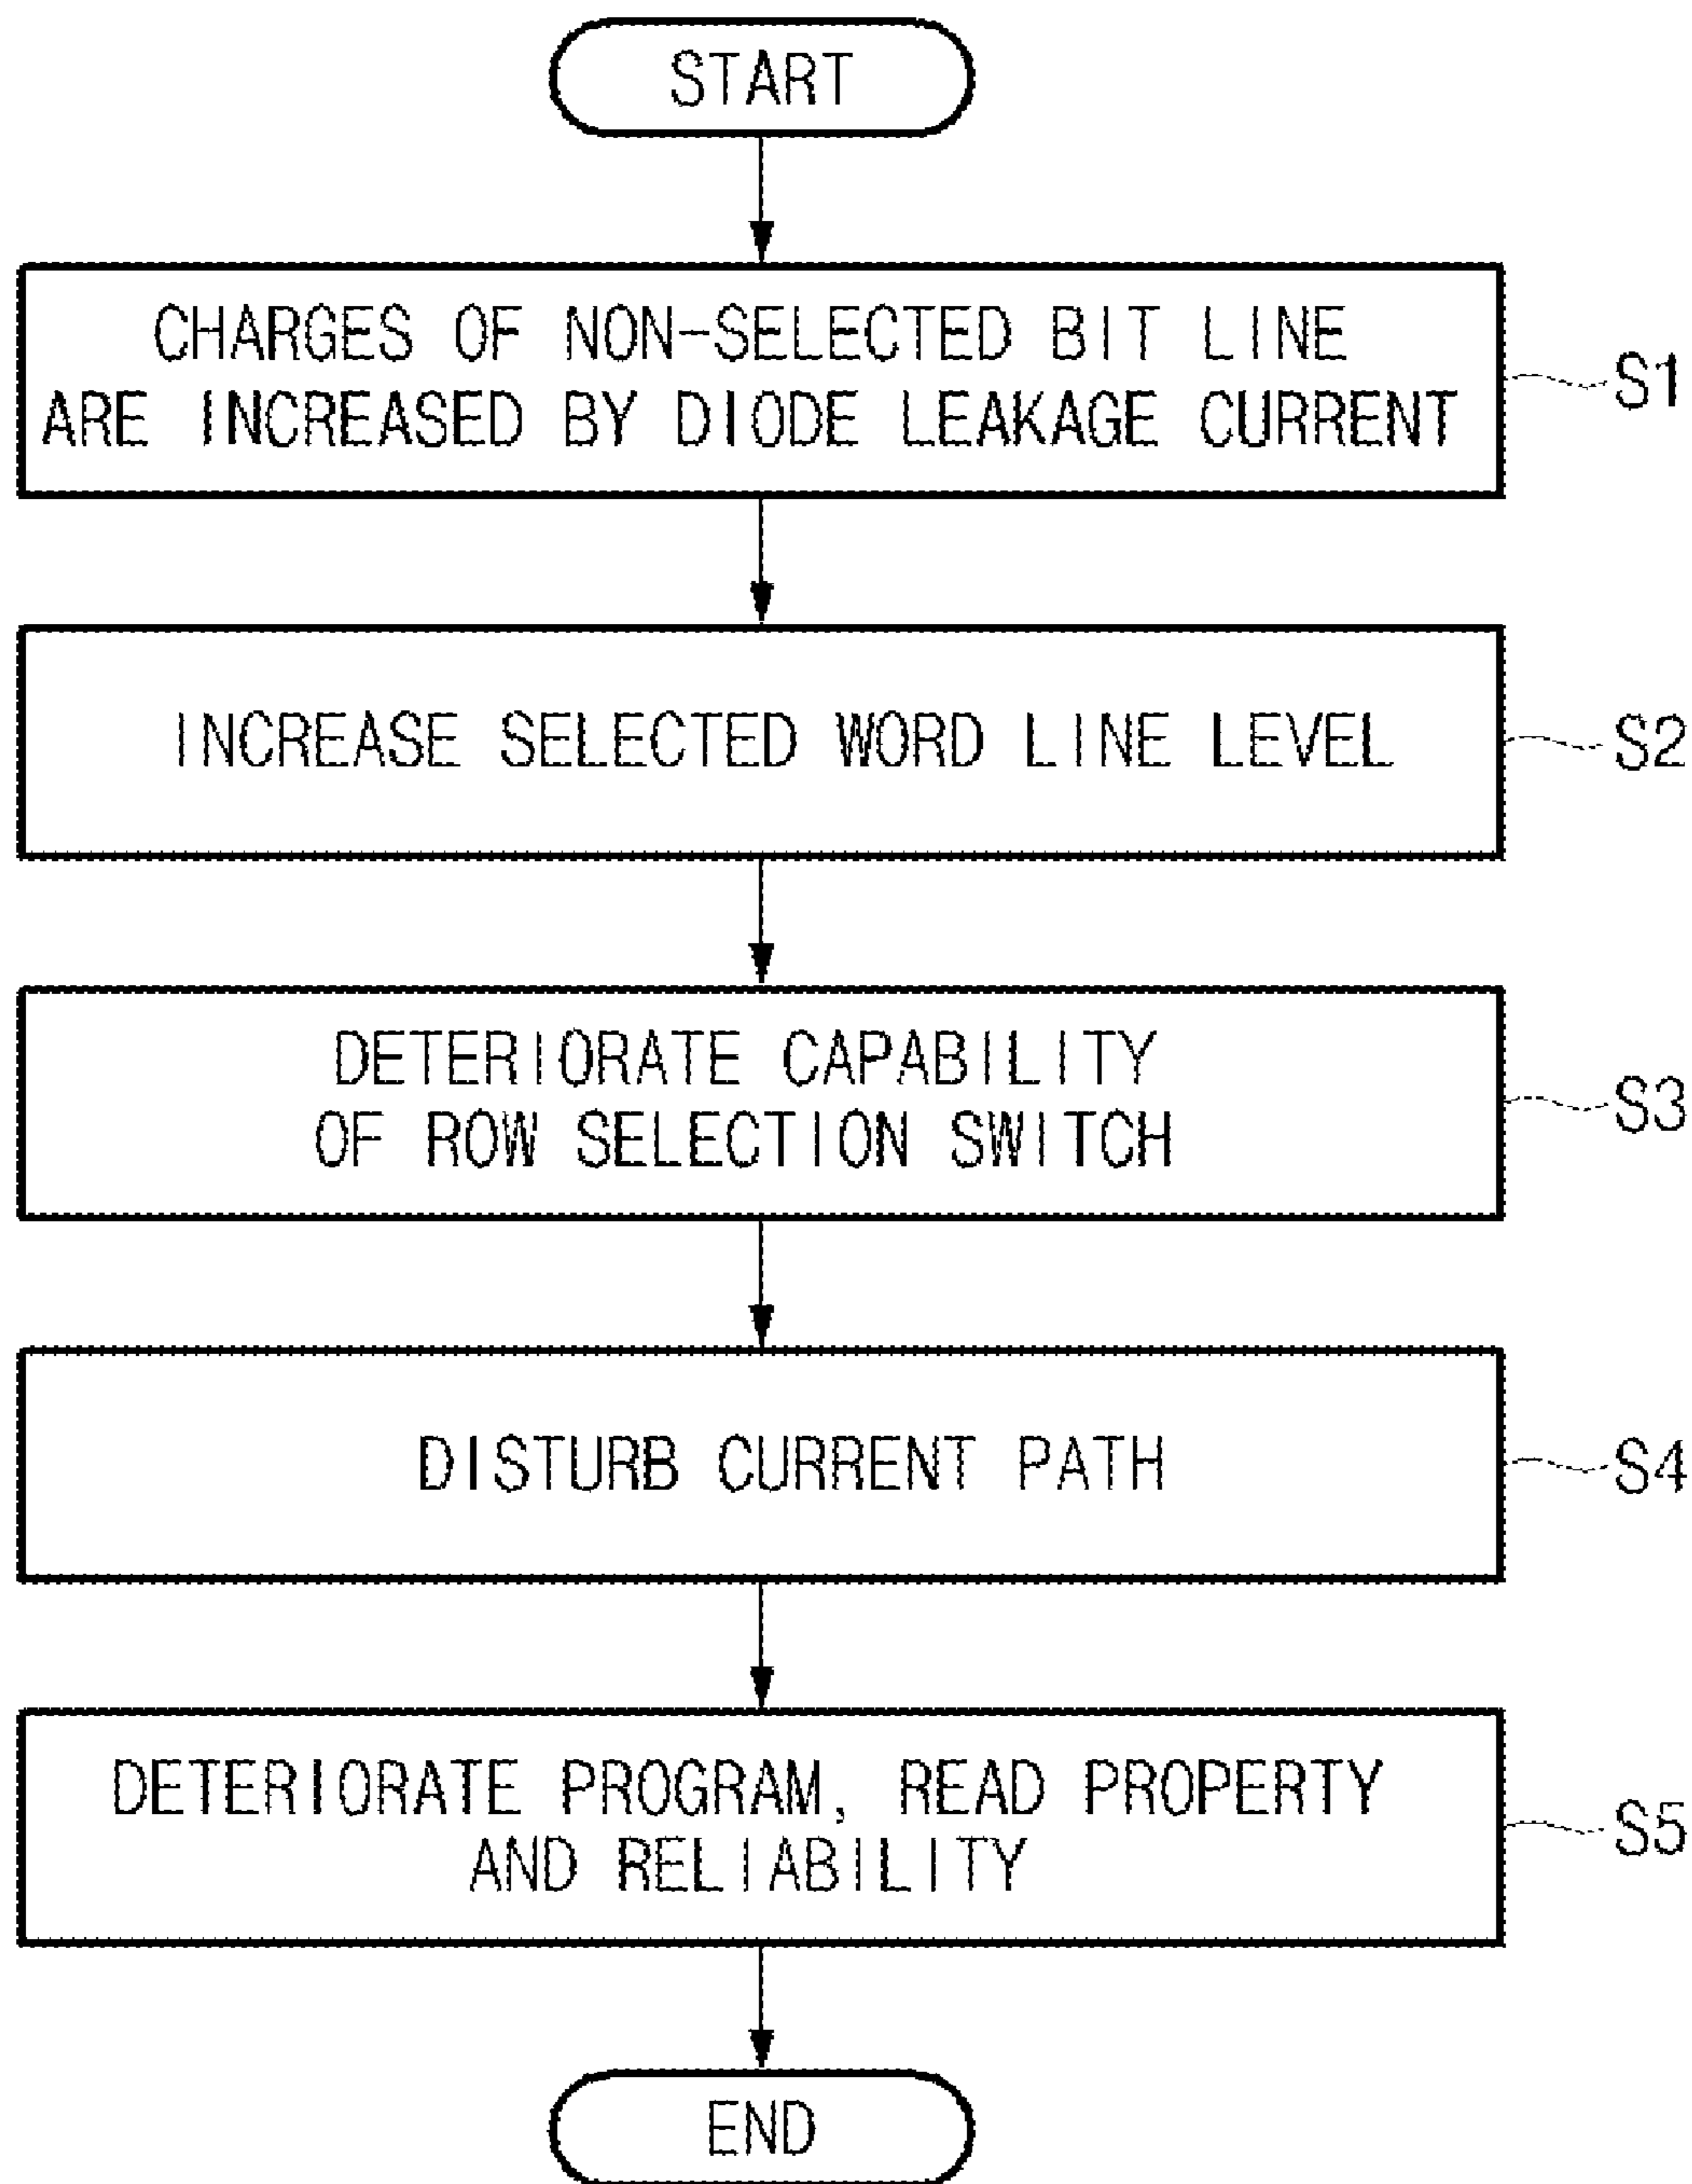 START
CHARGES OF NON-SELECTED BIT LINE
ARE INCREASED BY DIODE LEAKAGE CURRENT
S1
INCREASE SELECTED WORD LINE LEVEL
S2
DETERIORATE CAPABILITY
OF ROW SELECTION SWITCH
S3
DISTURB CURRENT PATH
S4
DETERIORATE PROGRAM, READ PROPERTY
AND RELIABILITY
S5
END